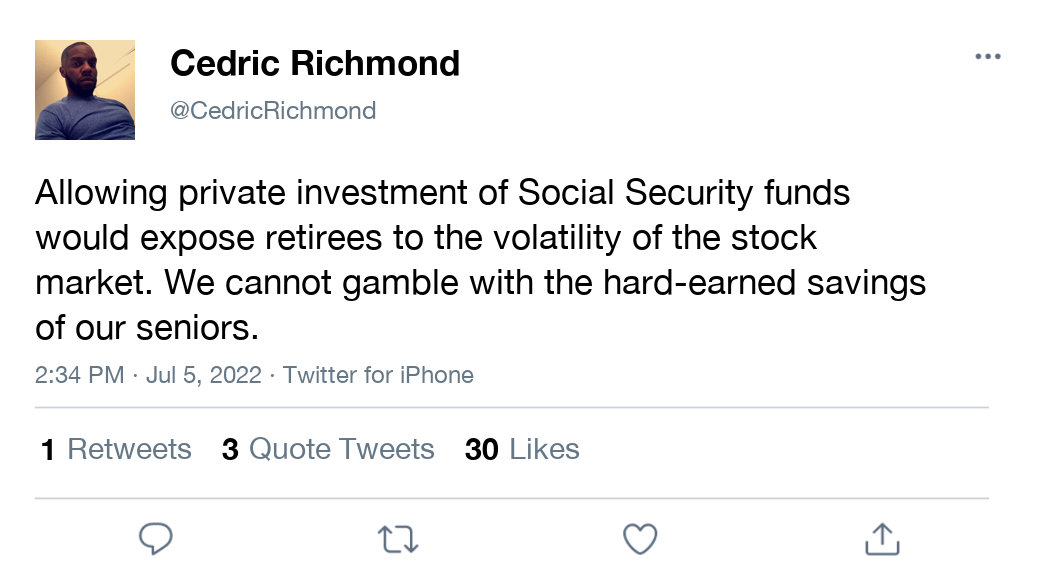 Cedric Richmond
@CedricRichmond
Allowing private investment of Social Security funds
would expose retirees to the volatility of the stock
market. We cannot gamble with the hard-earned savings
of our seniors.
2:34 PM · Jul 5, 2022 · Twitter for iPhone
1 Retweets 3 Quote Tweets 30 Likes